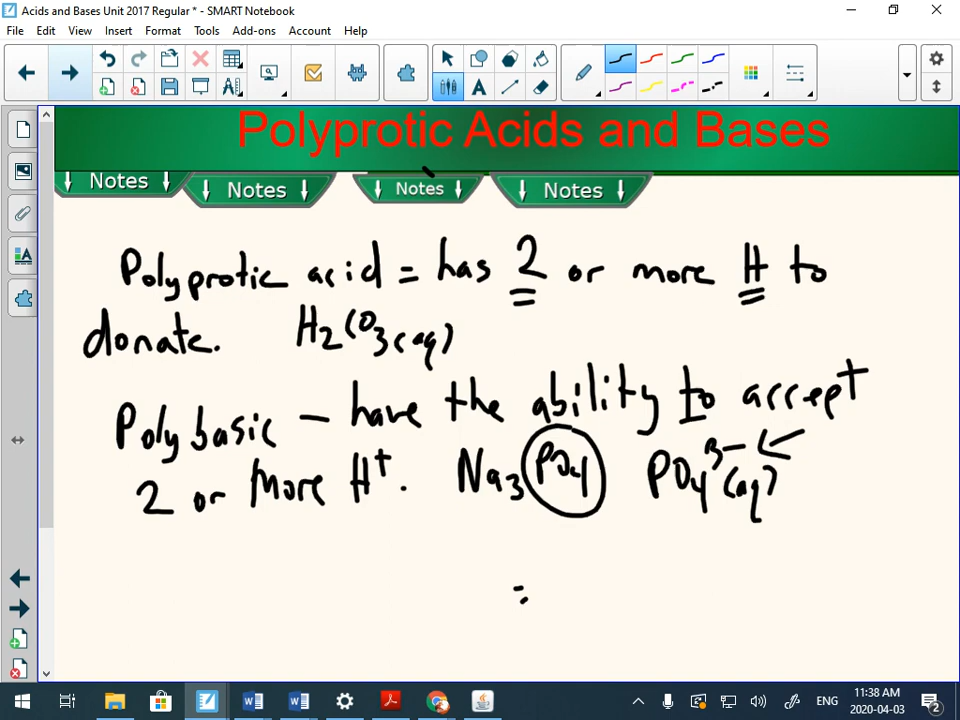 Acids and Bases Unit 2017 Regular * - SMART Notebook
File Edit View Insert Format Tools Add-ons Account Help
Polyprotic Acids and Bases
Notes Notes Notes Notes
Polyprotic acid = has 2 or more H to
donate. H2CO3(aq)
Polybasic – have the ability to accept
2 or more H+. Na3PO4 PO4 3-(aq)
=
ENG
11:38 AM
2020-04-03
2